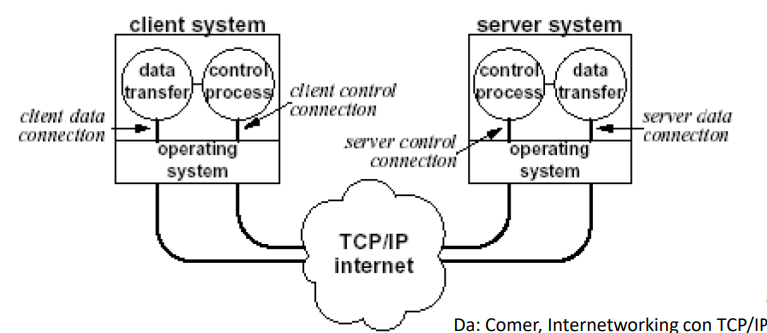 client system
server system
data
transfer
control
process
control
process
data
transfer
client data
connection
client control
connection
server control
connection
server data
connection
operating
system
operating
system
TCP/IP
internet
Da: Comer, Internetworking con TCP/IP